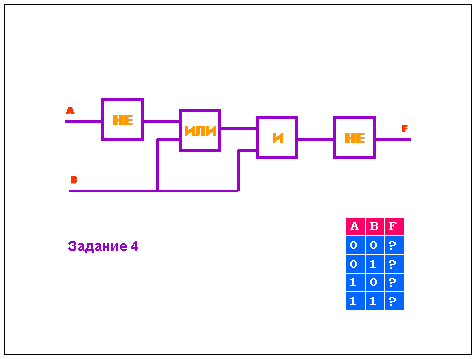 A
НЕ
ИЛИ
И
НЕ
F
B
Задание 4
A B F
0 0 ?
0 1 ?
1 0 ?
1 1 ?